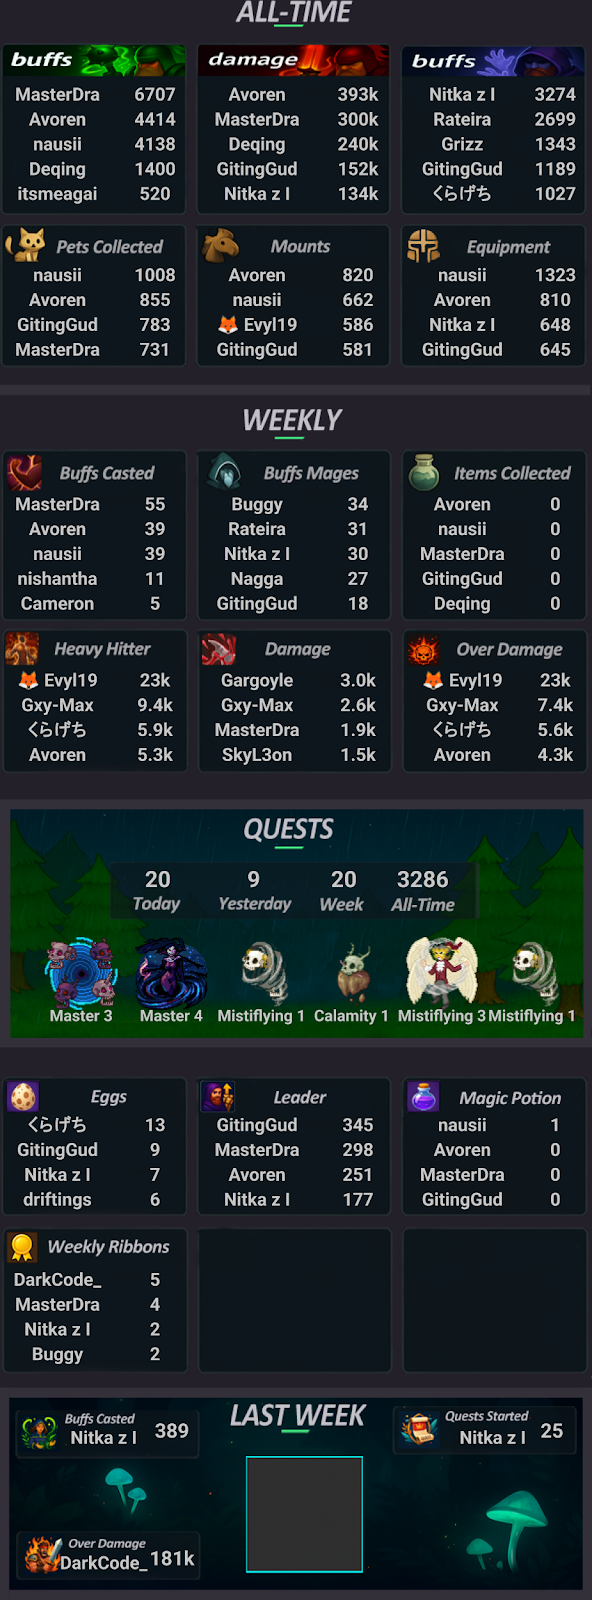 ALL-TIME
buffs
MasterDra 6707
Avoren 4414
nausii 4138
Deqing 1400
itsmeagai 520
damage
Avoren 393k
MasterDra 300k
Deqing 240k
GitingGud 152k
Nitka z l 134k
buffs
Nitka z l 3274
Rateira 2699
Grizz 1343
GitingGud 1189
くらげち 1027
Pets Collected
nausii 1008
Avoren 855
GitingGud 783
MasterDra 731
Mounts
Avoren 820
nausii 662
🦊 Evyl19 586
GitingGud 581
Equipment
nausii 1323
Avoren 810
Nitka z l 648
GitingGud 645
WEEKLY
Buffs Casted
MasterDra 55
Avoren 39
nausii 39
nishantha 11
Cameron 5
Buffs Mages
Buggy 34
Rateira 31
Nitka z l 30
Nagga 27
GitingGud 18
Items Collected
Avoren 0
nausii 0
MasterDra 0
GitingGud 0
Deqing 0
Heavy Hitter
🦊 Evyl19 23k
Gxy-Max 9.4k
くらげち 5.9k
Avoren 5.3k
Damage
Gargoyle 3.0k
Gxy-Max 2.6k
MasterDra 1.9k
SkyL3on 1.5k
Over Damage
🦊 Evyl19 23k
Gxy-Max 7.4k
くらげち 5.6k
Avoren 4.3k
QUESTS
20 9 20 3286
Today Yesterday Week All-Time
Master 3 Master 4 Mistiflying 1 Calamity 1 Mistiflying 3 Mistiflying 1
Eggs
くらげち 13
GitingGud 9
Nitka z l 7
driftings 6
Leader
GitingGud 345
MasterDra 298
Avoren 251
Nitka z l 177
Magic Potion
nausii 1
Avoren 0
MasterDra 0
GitingGud 0
Weekly Ribbons
DarkCode_ 5
MasterDra 4
Nitka z l 2
Buggy 2
LAST WEEK
Buffs Casted
Nitka z l 389
Quests Started
Nitka z l 25
Over Damage
DarkCode_ 181k